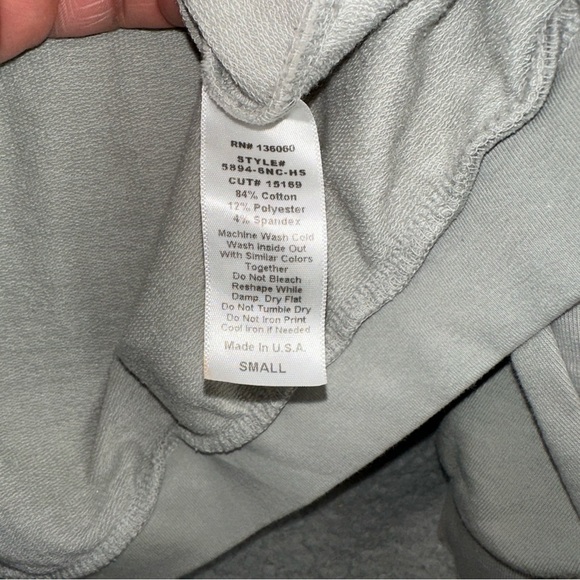 RN# 136060
STYLE#
5894-6NC-HS
CUT# 15169
84% Cotton
12% Polyester
4% Spandex
Machine Wash Cold
Wash Inside Out
With Similar Colors
Together
Do Not Bleach
Reshape While
Damp. Dry Flat
Do Not Tumble Dry
Do Not Iron Print
Cool Iron if Needed
Made In U.S.A.
SMALL